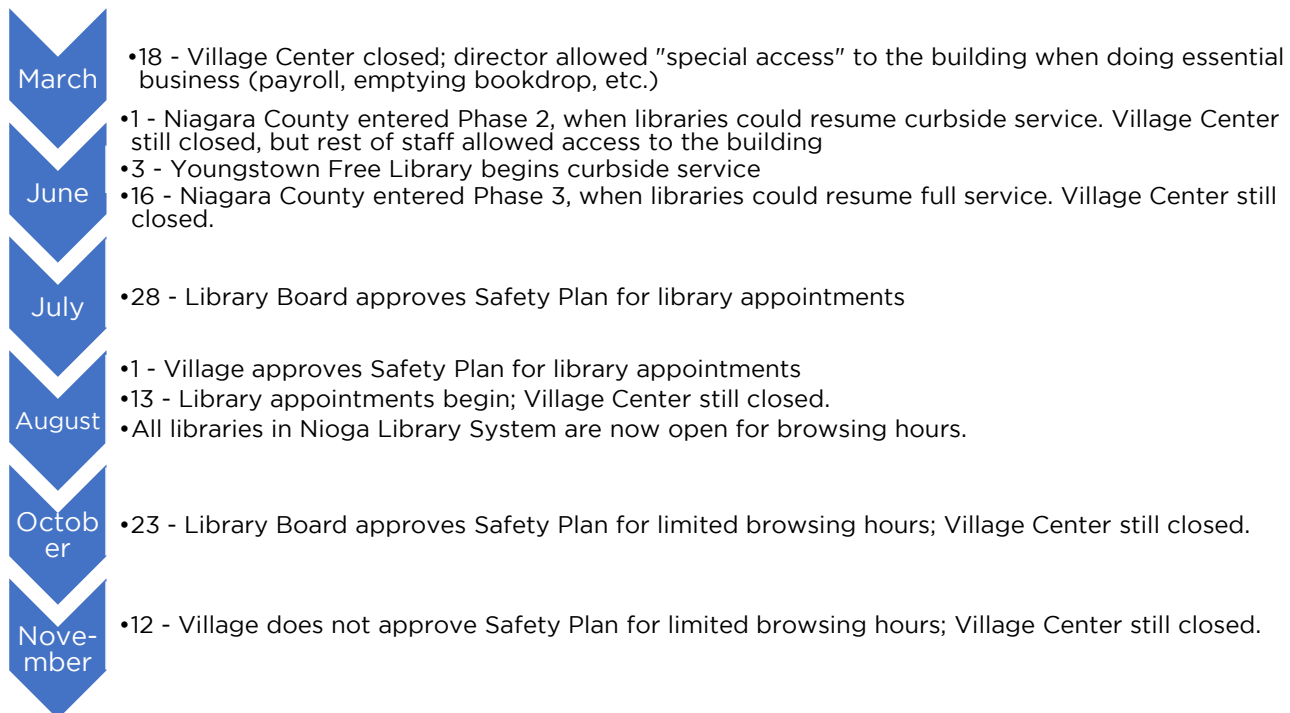 March
•18 - Village Center closed; director allowed "special access" to the building when doing essential
business (payroll, emptying bookdrop, etc.)
June
•1 - Niagara County entered Phase 2, when libraries could resume curbside service. Village Center
still closed, but rest of staff allowed access to the building
•3 - Youngstown Free Library begins curbside service
•16 - Niagara County entered Phase 3, when libraries could resume full service. Village Center still
closed.
July
•28 - Library Board approves Safety Plan for library appointments
August
•1 - Village approves Safety Plan for library appointments
•13 - Library appointments begin; Village Center still closed.
•All libraries in Nioga Library System are now open for browsing hours.
Octob
er
•23 - Library Board approves Safety Plan for limited browsing hours; Village Center still closed.
Nove-
mber
•12 - Village does not approve Safety Plan for limited browsing hours; Village Center still closed.